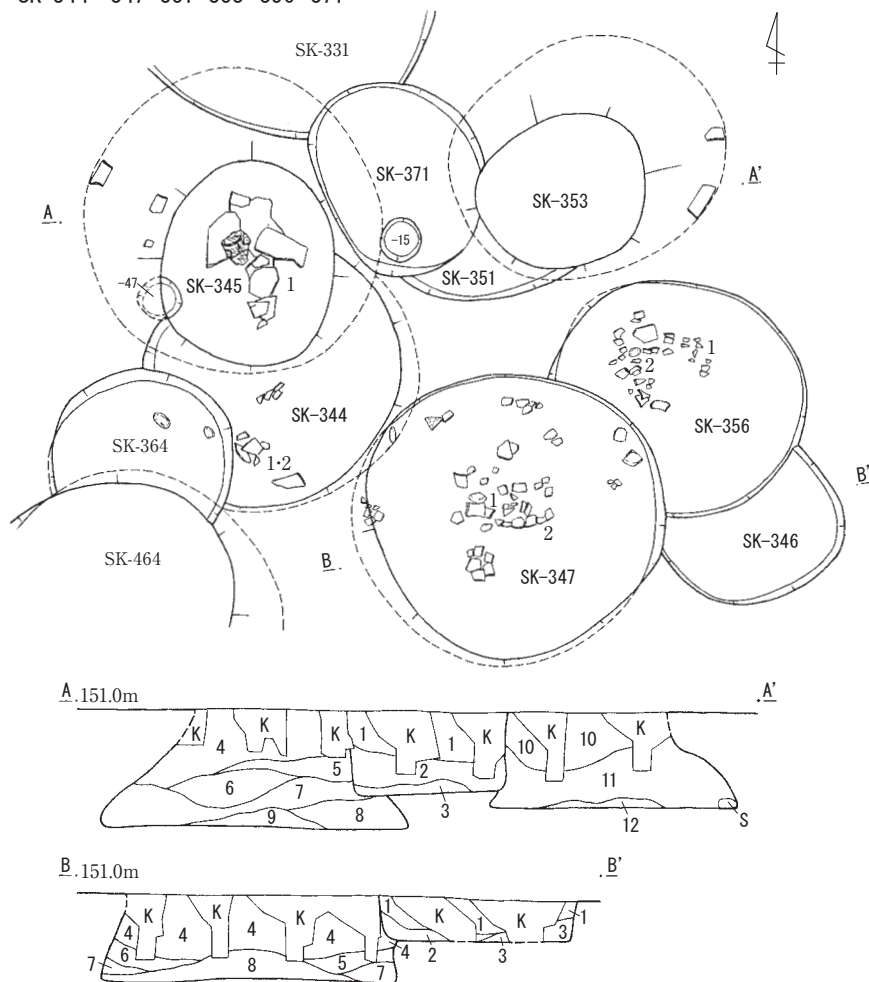 SK-331
SK-371
SK-353
A
A'
-15
SK-351
-47
SK-345
1
1
2
SK-344
SK-356
SK-364
1・2
B'
1
SK-346
2
B
SK-464
SK-347
A 151.0m A'
K K K 1 K 1 K 10 K 10 K
4 5 2 11
6 7 3
9 8 12 S
B 151.0m B'
4 K 4 K 4 K 4 K 1 K 1 K 1
6 5 4 2 3 3
7 8 7